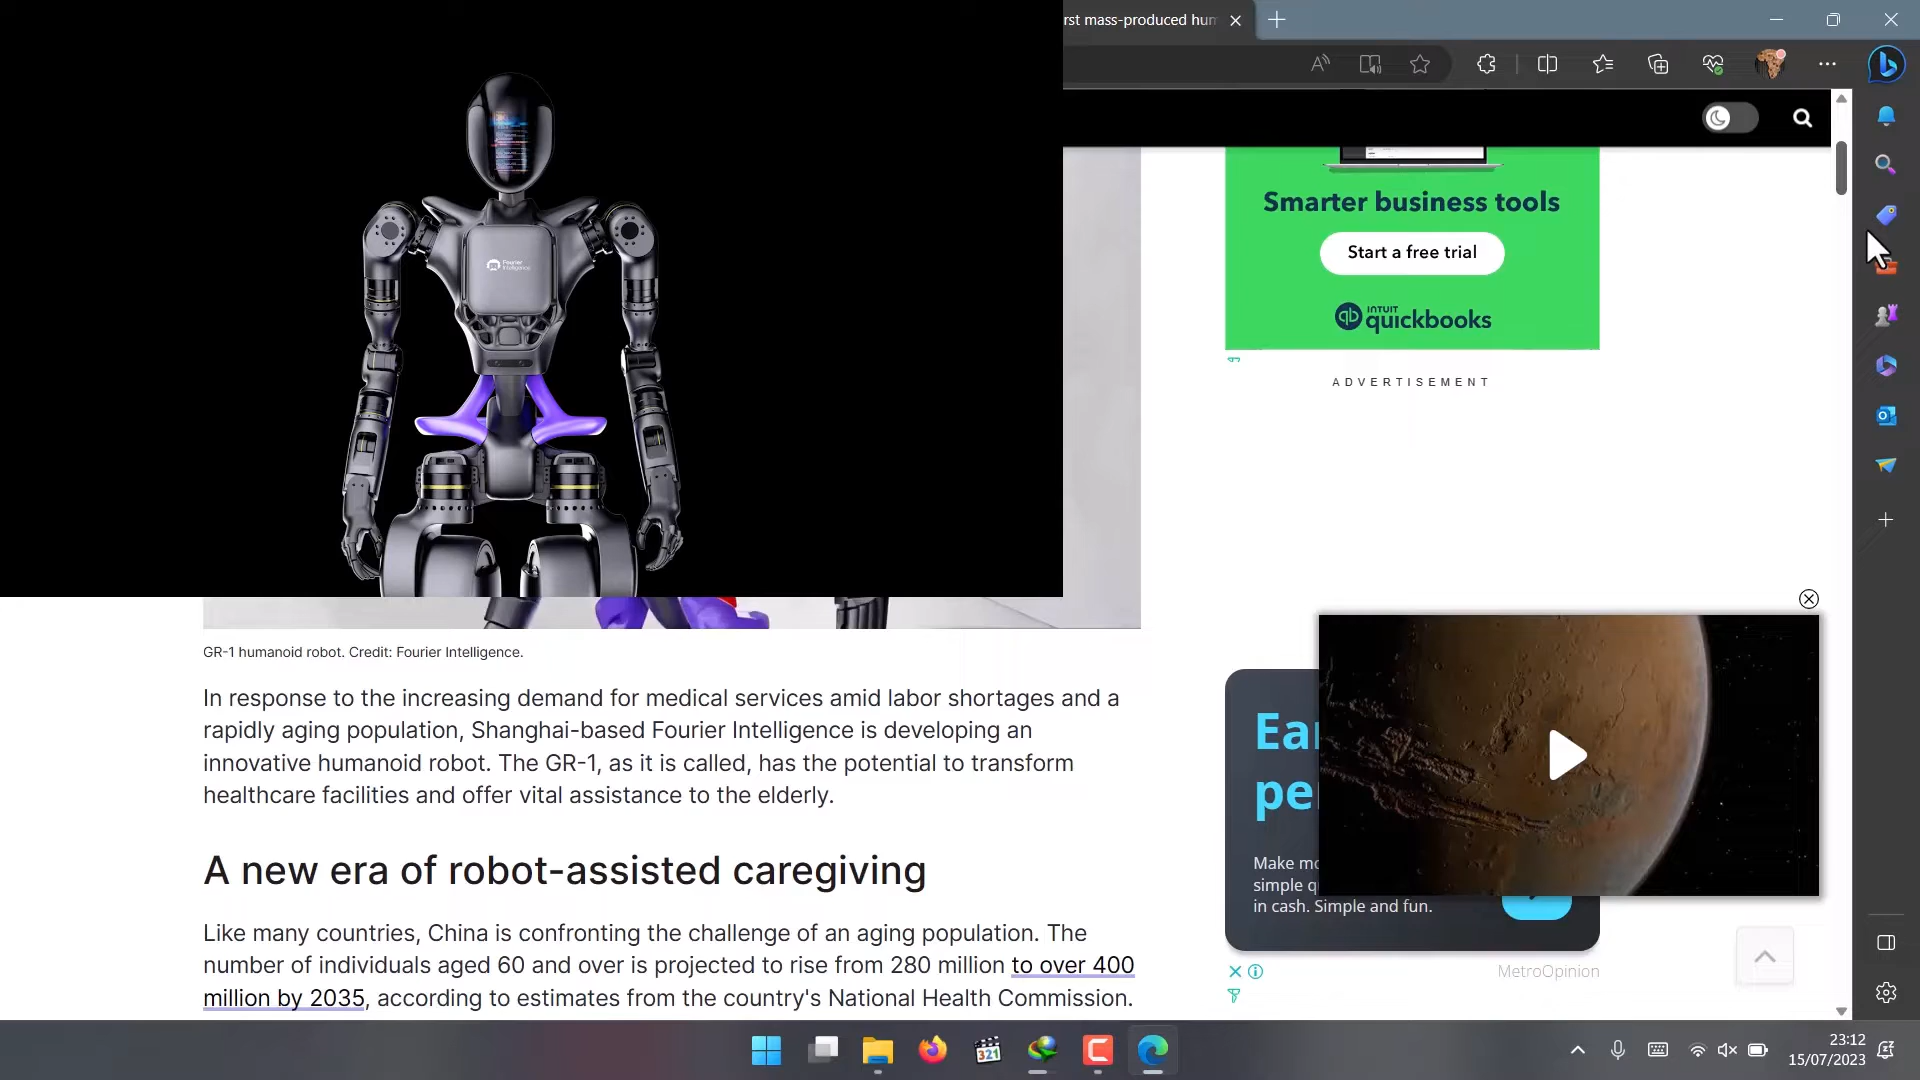 rst mass-produced hum
Fourier
Intelligence
Smarter business tools
Start a free trial
INTUIT
quickbooks
ADVERTISEMENT
GR-1 humanoid robot. Credit: Fourier Intelligence.
In response to the increasing demand for medical services amid labor shortages and a
rapidly aging population, Shanghai-based Fourier Intelligence is developing an
innovative humanoid robot. The GR-1, as it is called, has the potential to transform
healthcare facilities and offer vital assistance to the elderly.
A new era of robot-assisted caregiving
Like many countries, China is confronting the challenge of an aging population. The
number of individuals aged 60 and over is projected to rise from 280 million to over 400
million by 2035, according to estimates from the country's National Health Commission.
Ear
per
Make mo
simple q
in cash. Simple and fun.
MetroOpinion
321
23:12
15/07/2023